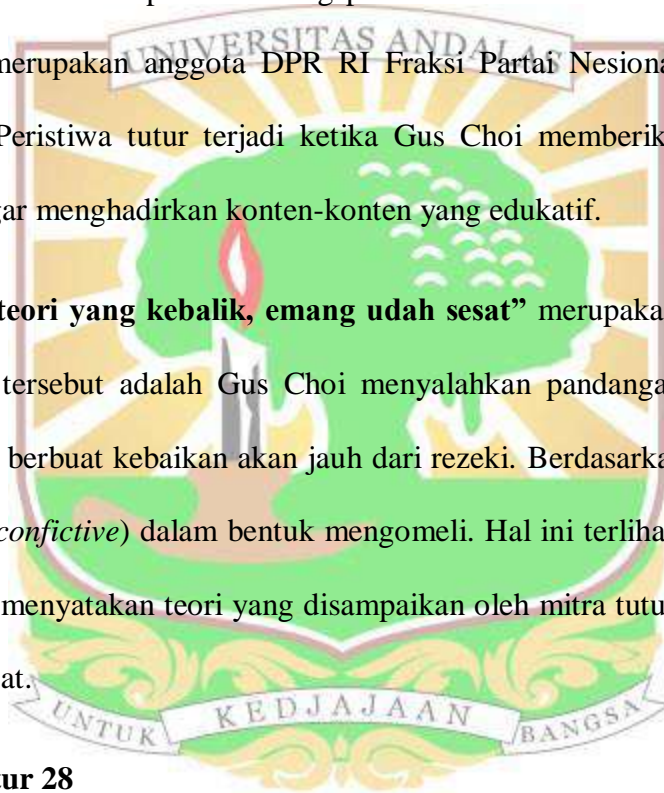 UNIVERSITAS ANDALAS
merupakan anggota DPR RI Fraksi Partai Nesiona
Peristiwa tutur terjadi ketika Gus Choi memberik
gar menghadirkan konten-konten yang edukatif.
teori yang kebalik, emang udah sesat” merupaka
tersebut adalah Gus Choi menyalahkan pandanga
berbuat kebaikan akan jauh dari rezeki. Berdasarka
confictive) dalam bentuk mengomeli. Hal ini terliha
menyatakan teori yang disampaikan oleh mitra tutu
at.
UNTUK KEDJAJAAN BANGSA
tur 28